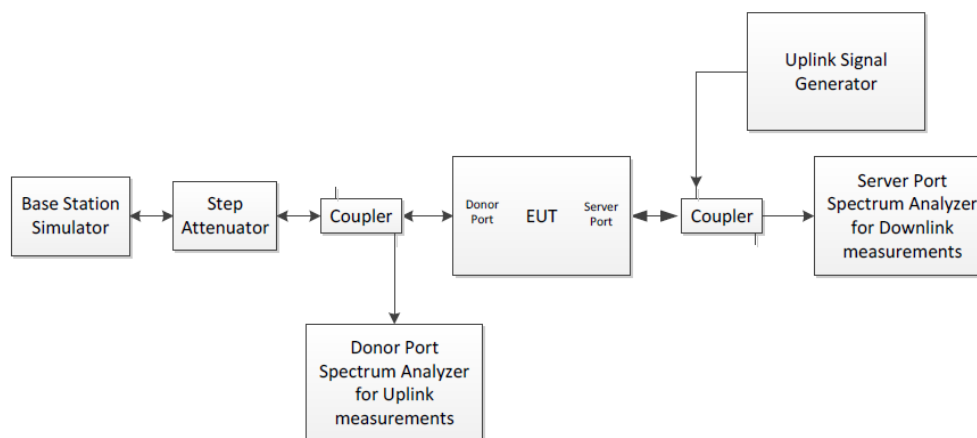 Uplink Signal
Generator
Base Station
Simulator
Step
Attenuator
Coupler
Donor
Port
EUT
Server
Port
Coupler
Server Port
Spectrum Analyzer
for Downlink
measurements
Donor Port
Spectrum Analyzer
for Uplink
measurements